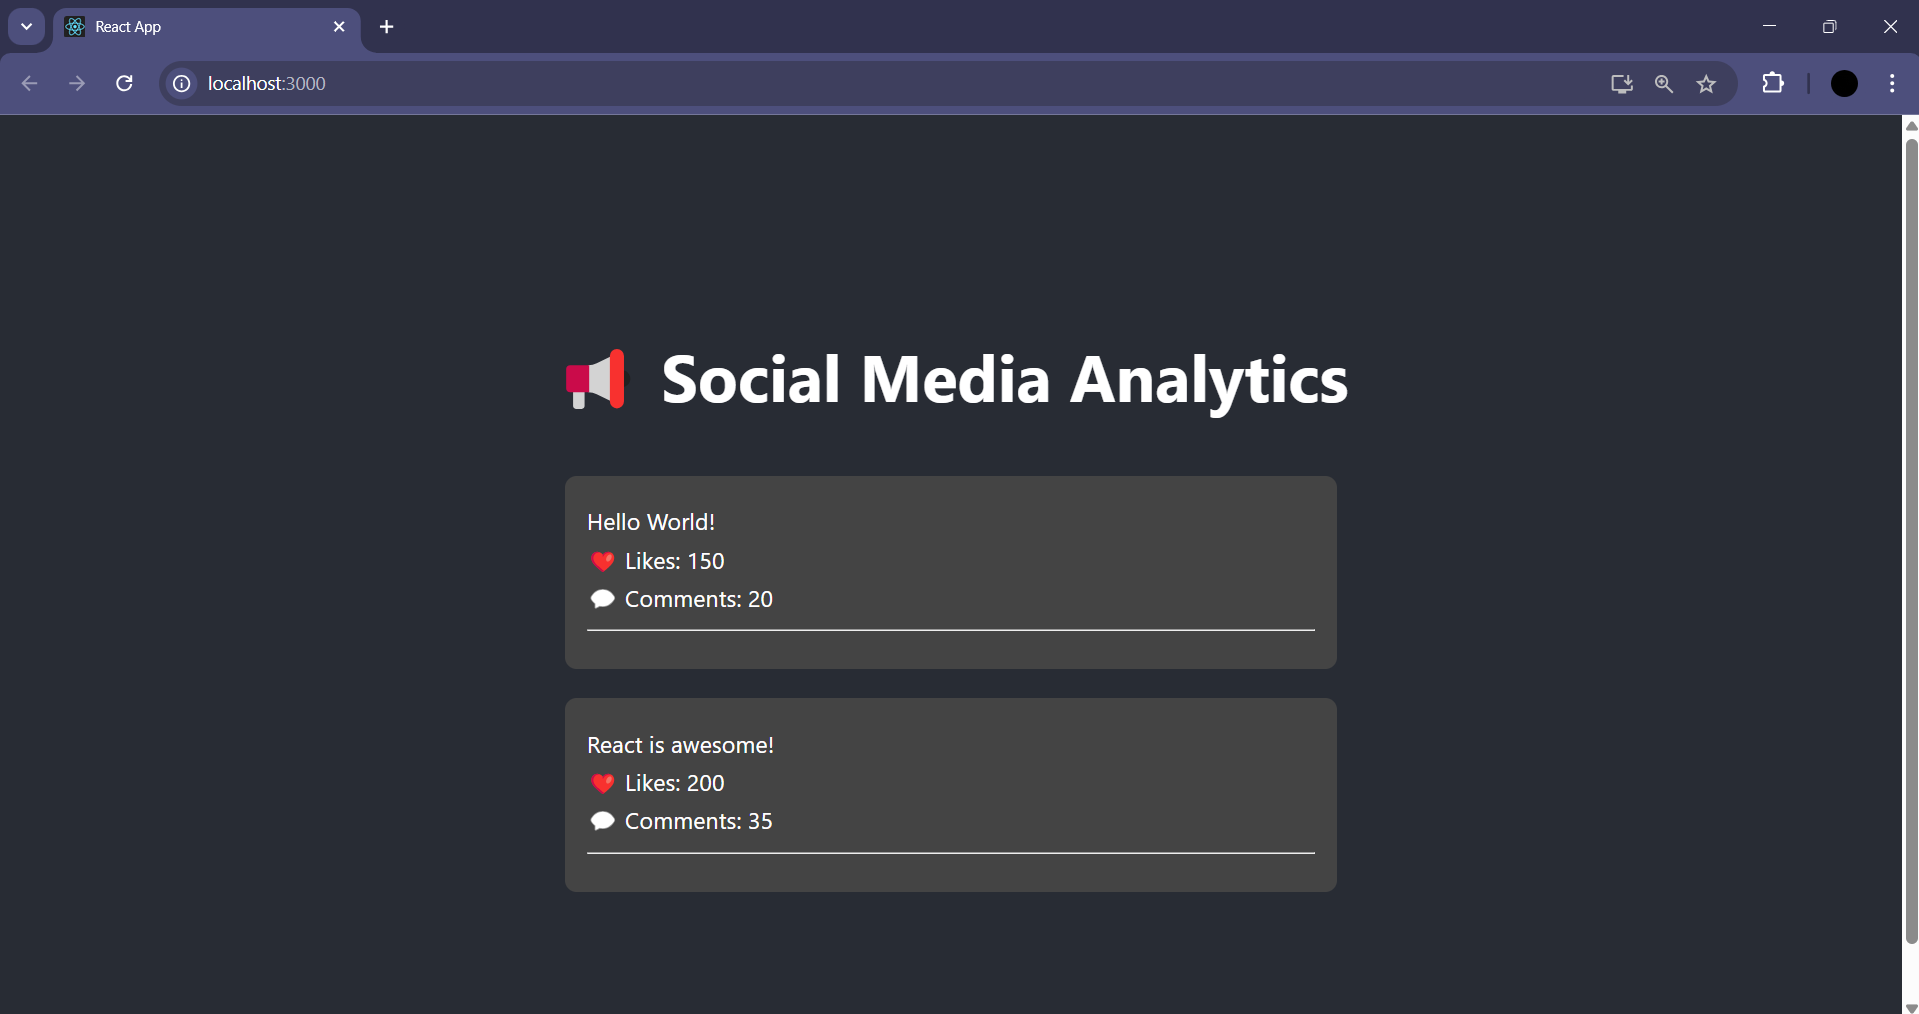 React App
localhost:3000
Social Media Analytics
Hello World!
Likes: 150
Comments: 20
React is awesome!
Likes: 200
Comments: 35